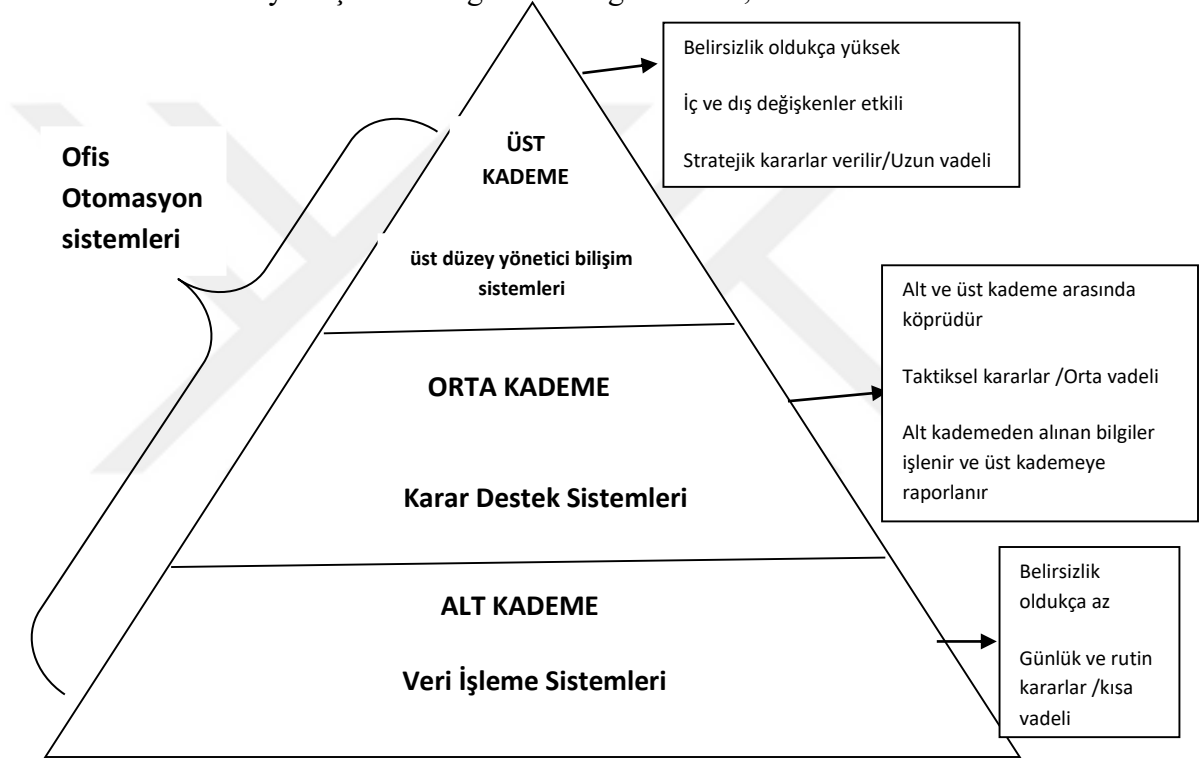 Belirsizlik oldukça yüksek
İç ve dış değişkenler etkili
Stratejik kararlar verilir/Uzun vadeli
Ofis
Otomasyon
sistemleri
ÜST
KADEME
üst düzey yönetici bilişim
sistemleri
Alt ve üst kademe arasında
köprüdür
Taktiksel kararlar /Orta vadeli
Alt kademeden alınan bilgiler
işlenir ve üst kademeye
raporlanır
ORTA KADEME
Karar Destek Sistemleri
Belirsizlik
oldukça az
Günlük ve rutin
kararlar /kısa
vadeli
ALT KADEME
Veri İşleme Sistemleri